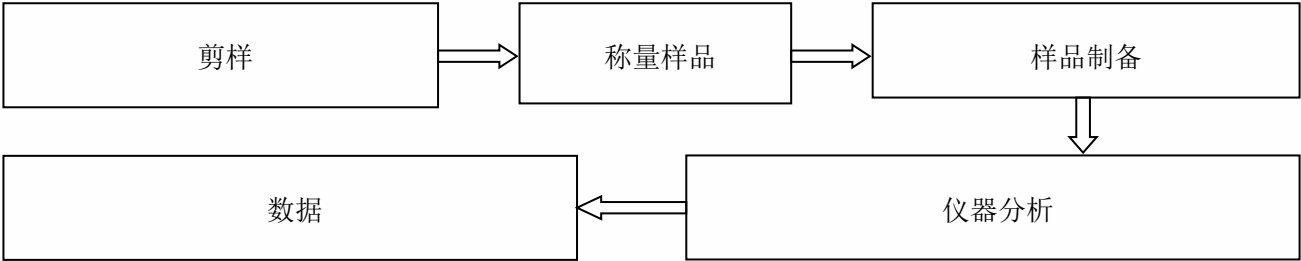 剪样
称量样品
样品制备
仪器分析
数据